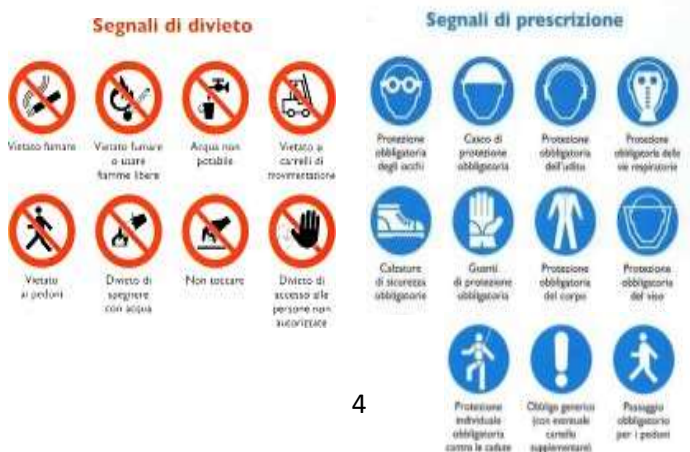 Segnali di divieto
Vietato fumare
Vietato fumare
o usare
fiamme libere
Acqua non
potabile
Vietato ai
carrelli di
movimentazione
Vietato
ai pedoni
Divieto di
spegnere
con acqua
Non toccare
Divieto di
accesso alle
persone non
autorizzate
Segnali di prescrizione
Protezione
obbligatoria
degli occhi
Casco di
protezione
obbligatoria
Protezione
obbligatoria
dell'udito
Protezione
obbligatoria delle
vie respiratorie
Calzature
di sicurezza
obbligatorie
Guanti
di protezione
obbligatoria
Protezione
obbligatoria
del corpo
Protezione
obbligatoria
del viso
Protezione
individuale
obbligatoria
contro le cadute
Obbligo generico
(con eventuale
cartello
supplementare)
Passaggio
obbligatorio
per i pedoni
4